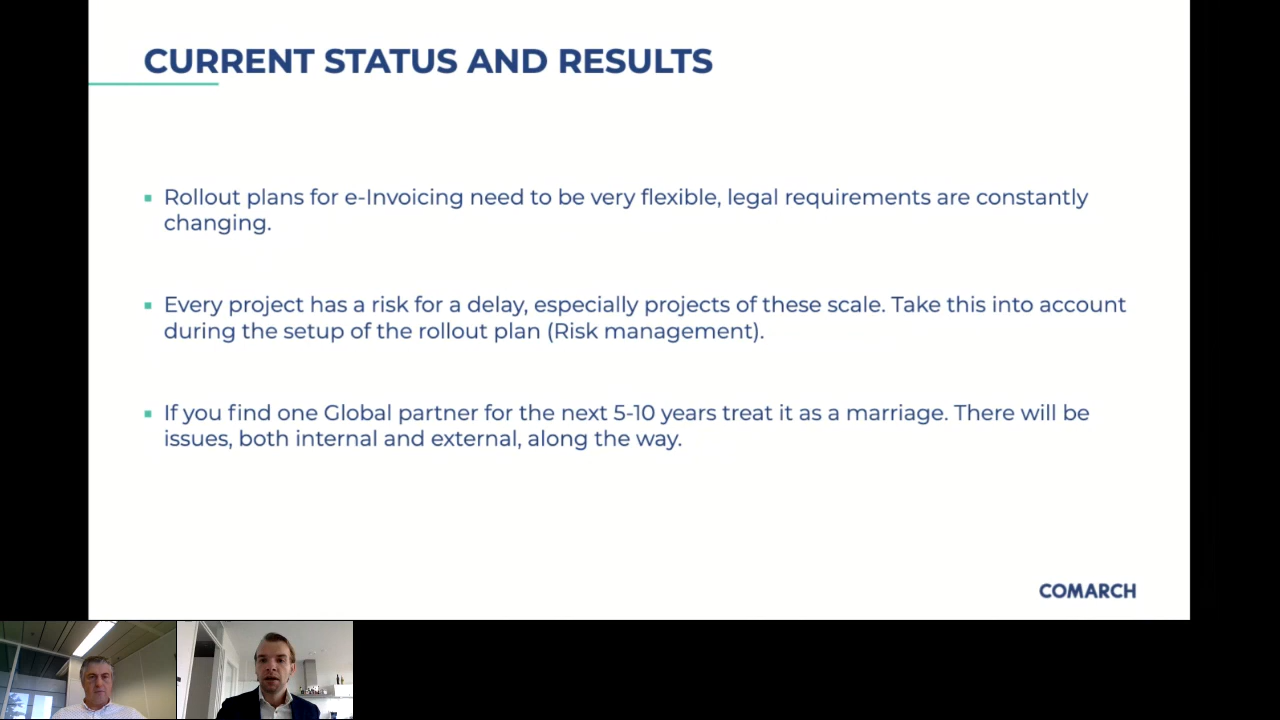 CURRENT STATUS AND RESULTS
▪ Rollout plans for e-Invoicing need to be very flexible, legal requirements are constantly
changing.
▪ Every project has a risk for a delay, especially projects of these scale. Take this into account
during the setup of the rollout plan (Risk management).
▪ If you find one Global partner for the next 5-10 years treat it as a marriage. There will be
issues, both internal and external, along the way.
COMARCH